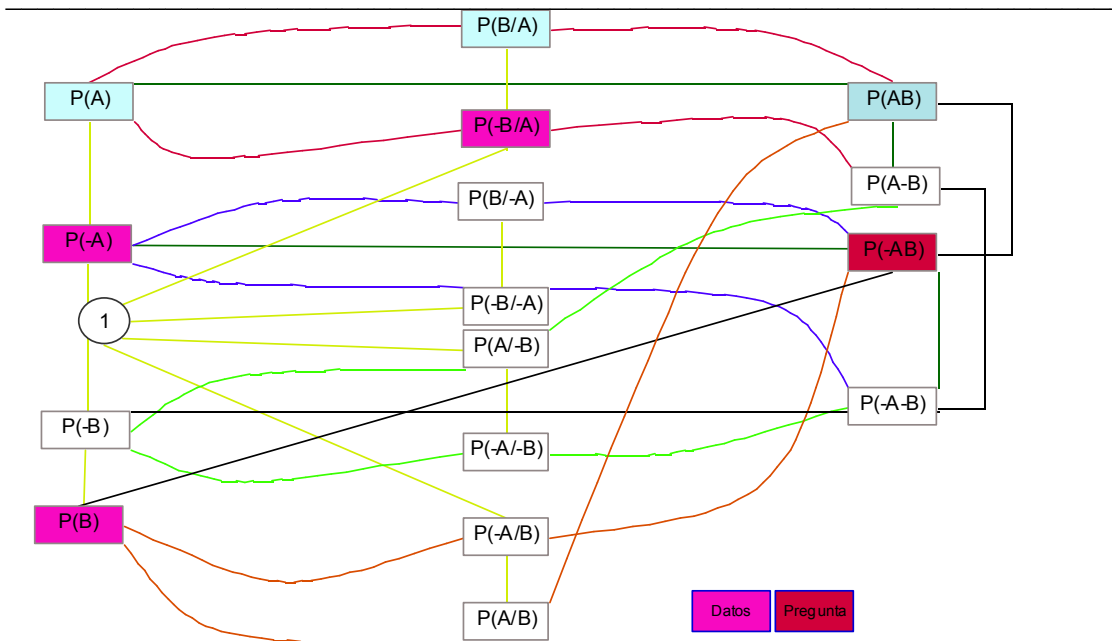 P(B/A)
P(A)
P(AB)
P(-B/A)
P(A-B)
P(B/-A)
P(-A)
P(-AB)
P(-B/-A)
1
P(A/-B)
P(-A-B)
P(-B)
P(-A/-B)
P(B)
P(-A/B)
P(A/B)
Datos
Pregunta